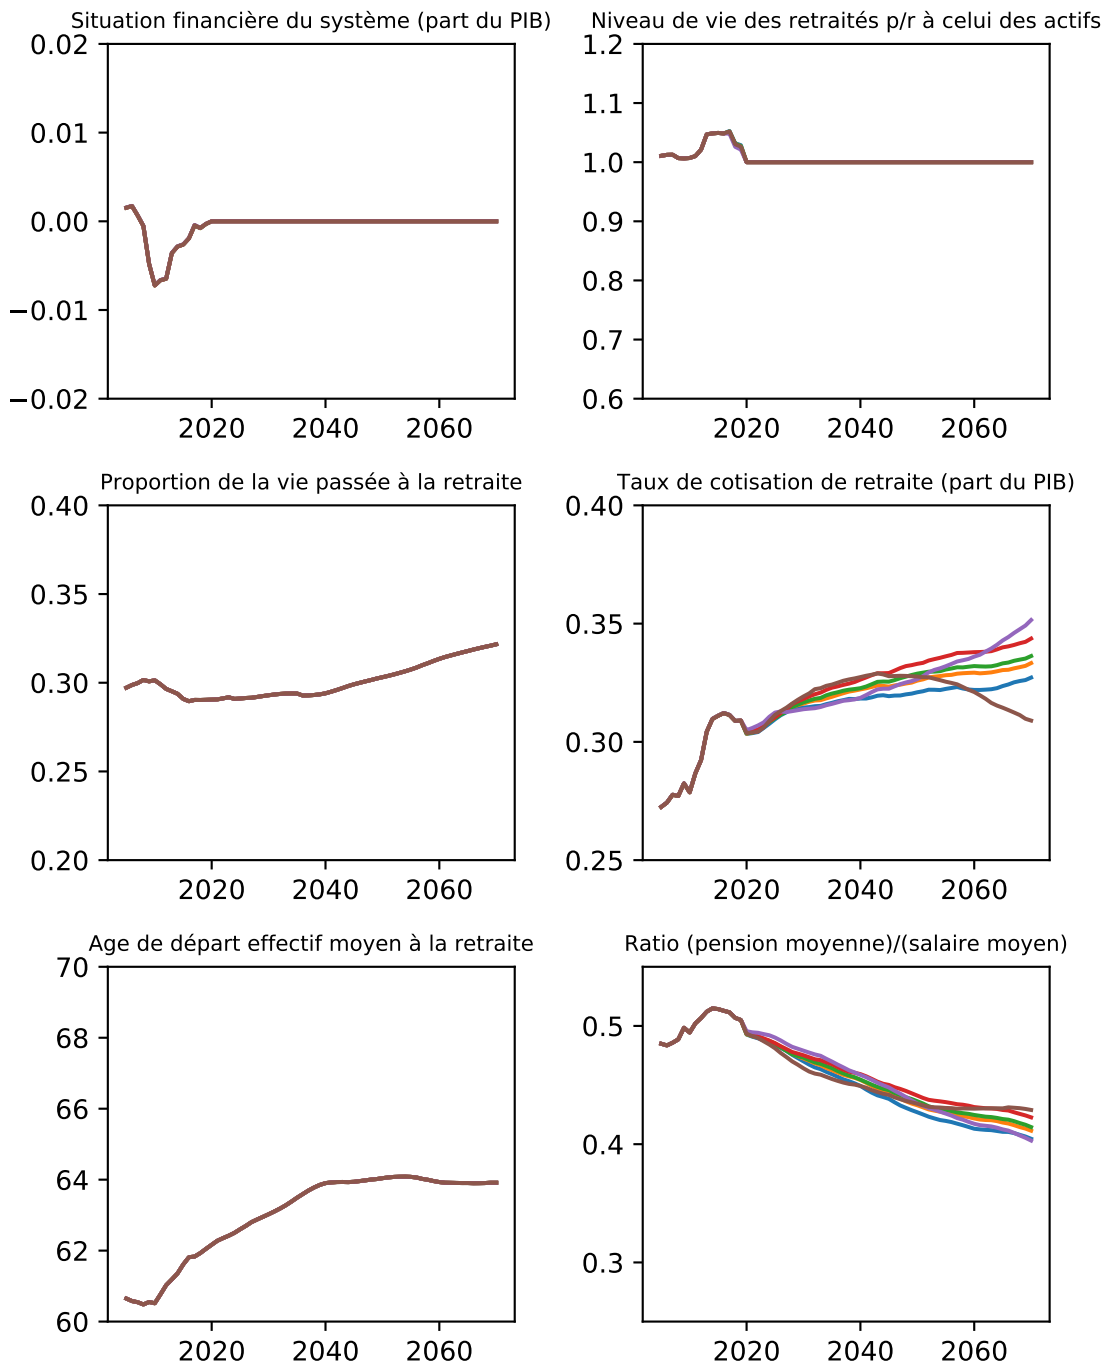 Situation financière du système (part du PIB)
0.02
0.01
0.00
−0.01
−0.02
2020 2040 2060
Niveau de vie des retraités p/r à celui des actifs
1.2
1.1
1.0
0.9
0.8
0.7
0.6
2020 2040 2060
Proportion de la vie passée à la retraite
0.40
0.35
0.30
0.25
0.20
2020 2040 2060
Taux de cotisation de retraite (part du PIB)
0.40
0.35
0.30
0.25
2020 2040 2060
Age de départ effectif moyen à la retraite
70
68
66
64
62
60
2020 2040 2060
Ratio (pension moyenne)/(salaire moyen)
0.5
0.4
0.3
2020 2040 2060